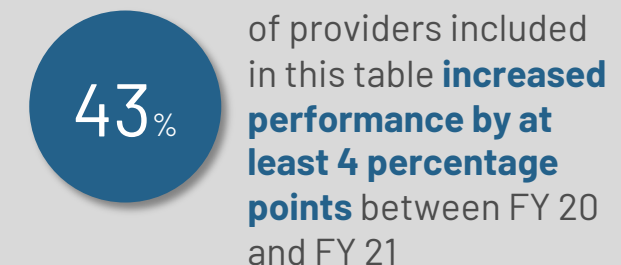 43%
of providers included
in this table increased
performance by at
least 4 percentage
points between FY 20
and FY 21